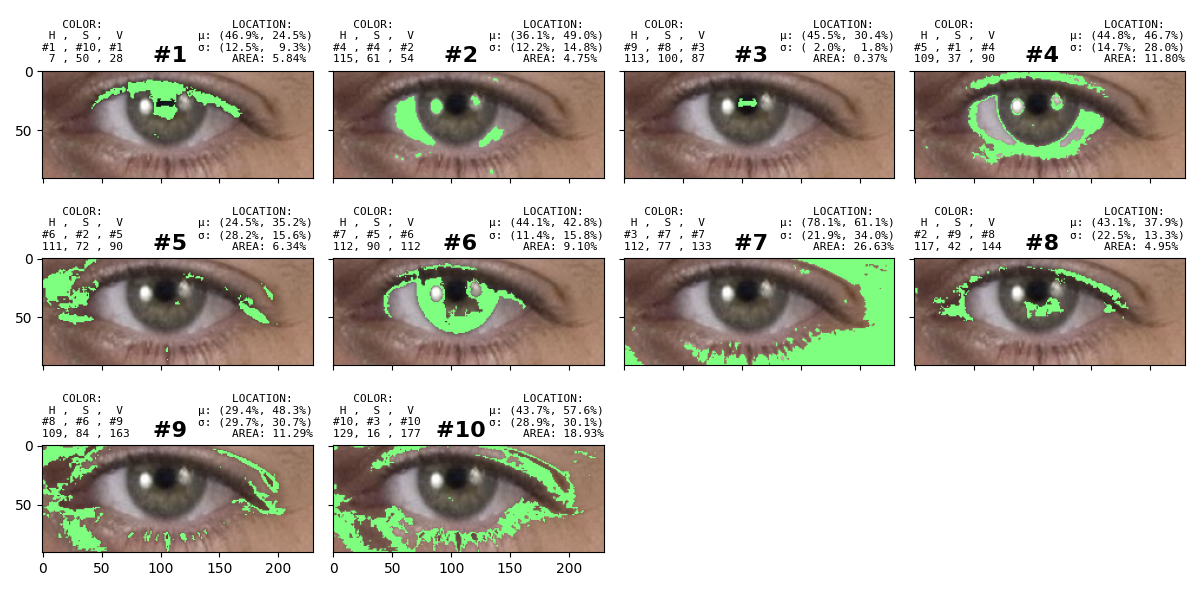 COLOR: LOCATION:
H , S , V μ: (46.9%, 24.5%)
#1 , #10, #1 #1 σ: (12.5%, 9.3%)
7 , 50 , 28 AREA: 5.84%
COLOR: LOCATION:
H , S , V μ: (36.1%, 49.0%)
#4 , #4 , #2 #2 σ: (12.2%, 14.8%)
115, 61 , 54 AREA: 4.75%
COLOR: LOCATION:
H , S , V μ: (45.5%, 30.4%)
#9 , #8 , #3 #3 σ: ( 2.0%, 1.8%)
113, 100, 87 AREA: 0.37%
COLOR: LOCATION:
H , S , V μ: (44.8%, 46.7%)
#5 , #1 , #4 #4 σ: (14.7%, 28.0%)
109, 37 , 90 AREA: 11.80%
0
50
COLOR: LOCATION:
H , S , V μ: (24.5%, 35.2%)
#6 , #2 , #5 #5 σ: (28.2%, 15.6%)
111, 72 , 90 AREA: 6.34%
COLOR: LOCATION:
H , S , V μ: (44.1%, 42.8%)
#7 , #5 , #6 #6 σ: (11.4%, 15.8%)
112, 90 , 112 AREA: 9.10%
COLOR: LOCATION:
H , S , V μ: (78.1%, 61.1%)
#3 , #7 , #7 #7 σ: (21.9%, 34.0%)
112, 77 , 133 AREA: 26.63%
COLOR: LOCATION:
H , S , V μ: (43.1%, 37.9%)
#2 , #9 , #8 #8 σ: (22.5%, 13.3%)
117, 42 , 144 AREA: 4.95%
0
50
COLOR: LOCATION:
H , S , V μ: (29.4%, 48.3%)
#8 , #6 , #9 #9 σ: (29.7%, 30.7%)
109, 84 , 163 AREA: 11.29%
COLOR: LOCATION:
H , S , V μ: (43.7%, 57.6%)
#10, #3 , #10 #10 σ: (28.9%, 30.1%)
129, 16 , 177 AREA: 18.93%
0
50
0 50 100 150 200
0 50 100 150 200